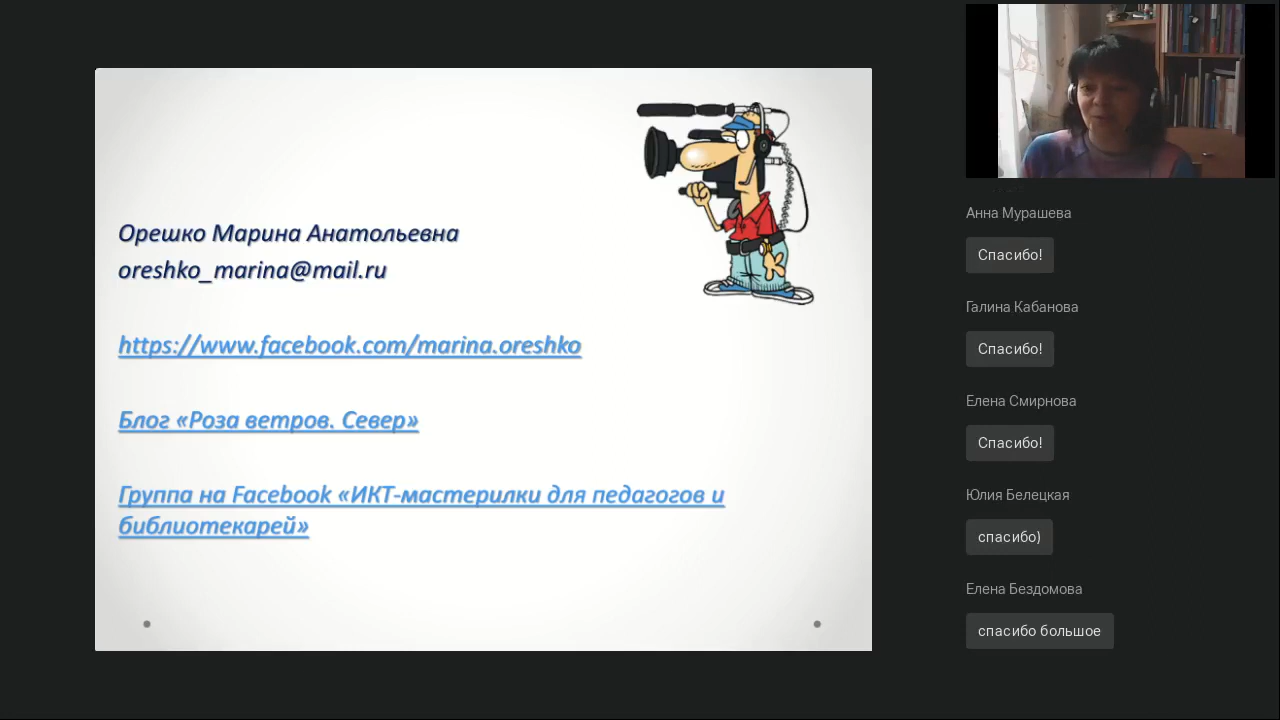 Орешко Марина Анатольевна
oreshko_marina@mail.ru
https://www.facebook.com/marina.oreshko
Блог «Роза ветров. Север»
Группа на Facebook «ИКТ-мастерилки для педагогов и
библиотекарей»
Анна Мурашева
Спасибо!
Галина Кабанова
Спасибо!
Елена Смирнова
Спасибо!
Юлия Белецкая
спасибо)
Елена Бездомова
спасибо большое